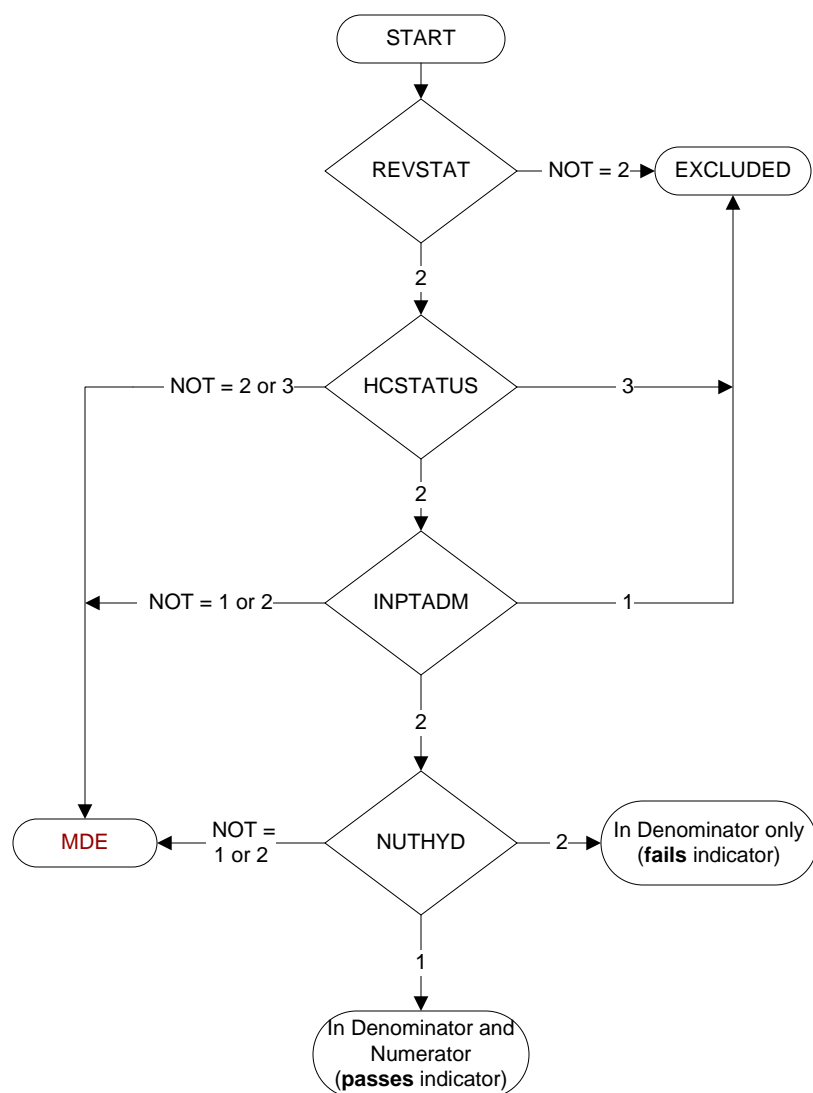 START
REVSTAT
NOT = 2
EXCLUDED
2
NOT = 2 or 3
HCSTATUS
3
2
NOT = 1 or 2
INPTADM
1
2
MDE
NOT =
1 or 2
NUTHYD
2
In Denominator only
(fails indicator)
1
In Denominator and
Numerator
(passes indicator)